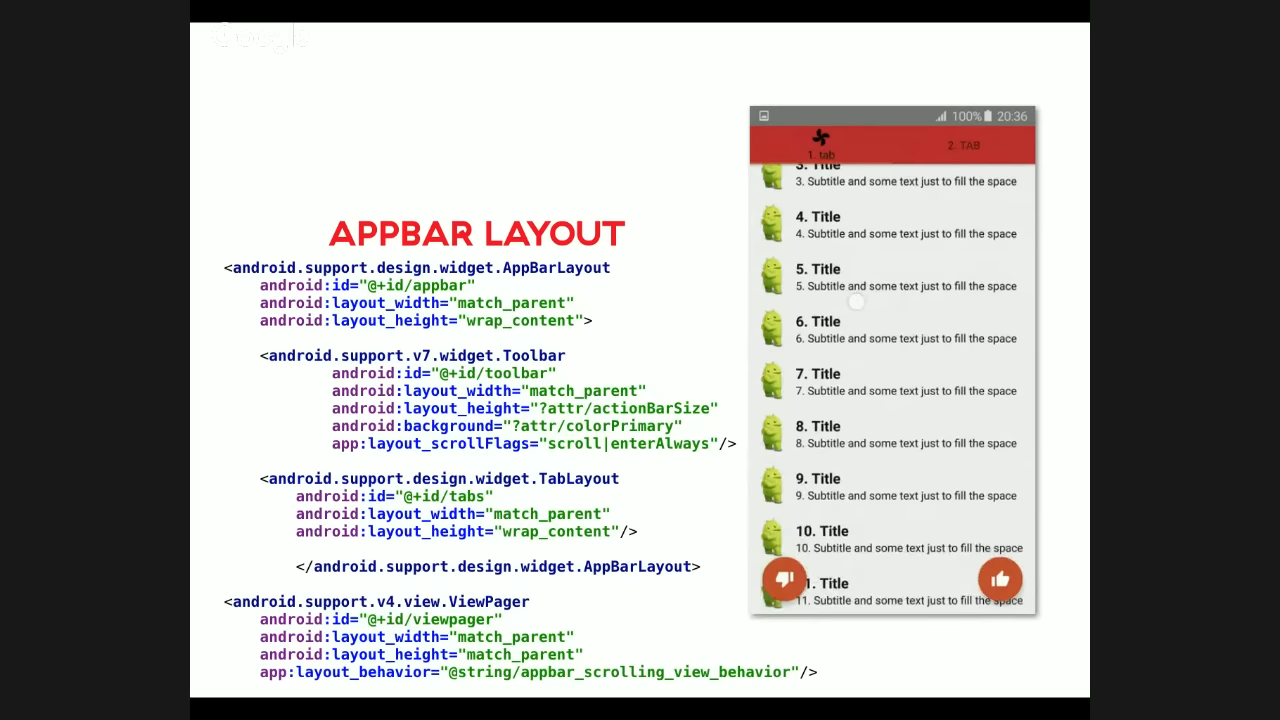 Google
APPBAR LAYOUT
<android.support.design.widget.AppBarLayout
android:id="@+id/appbar"
android:layout_width="match_parent"
android:layout_height="wrap_content">
<android.support.v7.widget.Toolbar
android:id="@+id/toolbar"
android:layout_width="match_parent"
android:layout_height="?attr/actionBarSize"
android:background="?attr/colorPrimary"
app:layout_scrollFlags="scroll|enterAlways"/>
<android.support.design.widget.TabLayout
android:id="@+id/tabs"
android:layout_width="match_parent"
android:layout_height="wrap_content"/>
</android.support.design.widget.AppBarLayout>
<android.support.v4.view.ViewPager
android:id="@+id/viewpager"
android:layout_width="match_parent"
android:layout_height="match_parent"
app:layout_behavior="@string/appbar_scrolling_view_behavior"/>
100% 20:36
1. tab 2. TAB
3. Title
3. Subtitle and some text just to fill the space
4. Title
4. Subtitle and some text just to fill the space
5. Title
5. Subtitle and some text just to fill the space
6. Title
6. Subtitle and some text just to fill the space
7. Title
7. Subtitle and some text just to fill the space
8. Title
8. Subtitle and some text just to fill the space
9. Title
9. Subtitle and some text just to fill the space
10. Title
10. Subtitle and some text just to fill the space
1. Title
11. Subtitle and some text just to fill the space